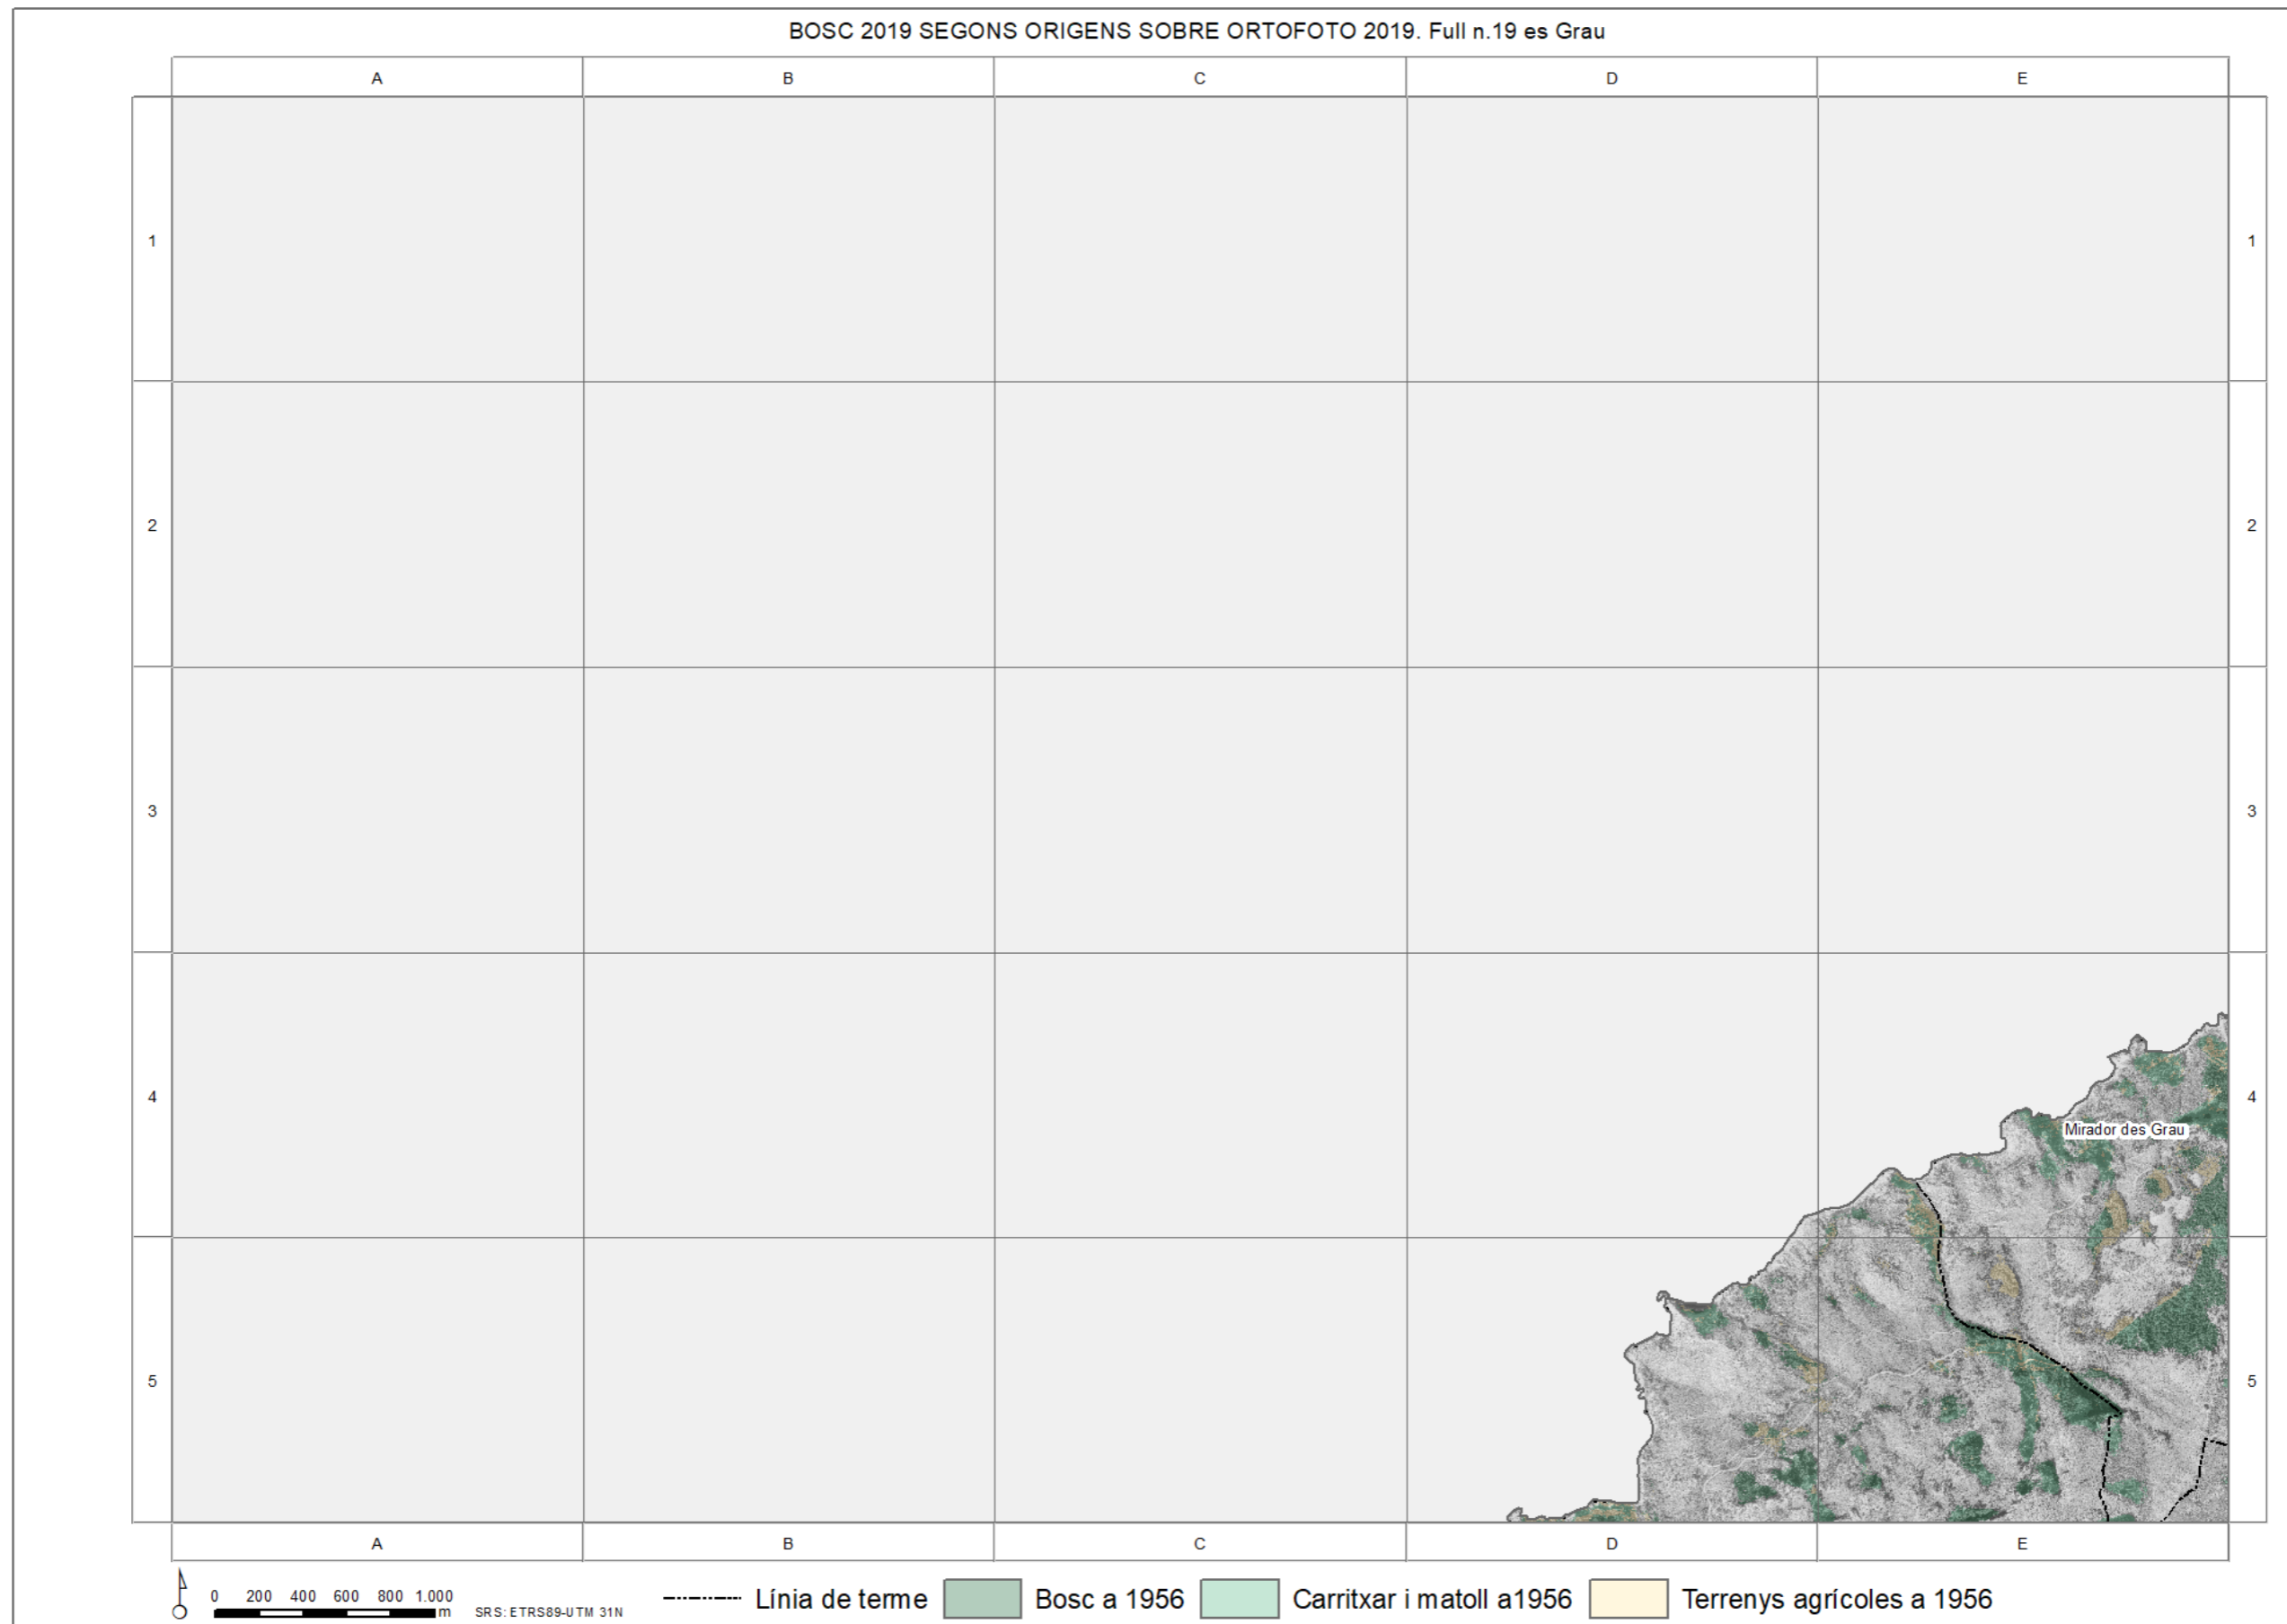 BOSC 2019 SEGONS ORIGENS SOBRE ORTOFOTO 2019. Full n.19 es Grau
A B C D E
1 1
2 2
3 3
4 4
Mirador des Grau
5 5
A B C D E
0 200 400 600 800 1.000
m
SRS: ETRS89-UTM 31N
Línia de terme Bosc a 1956 Carritxar i matoll a1956 Terrenys agrícoles a 1956